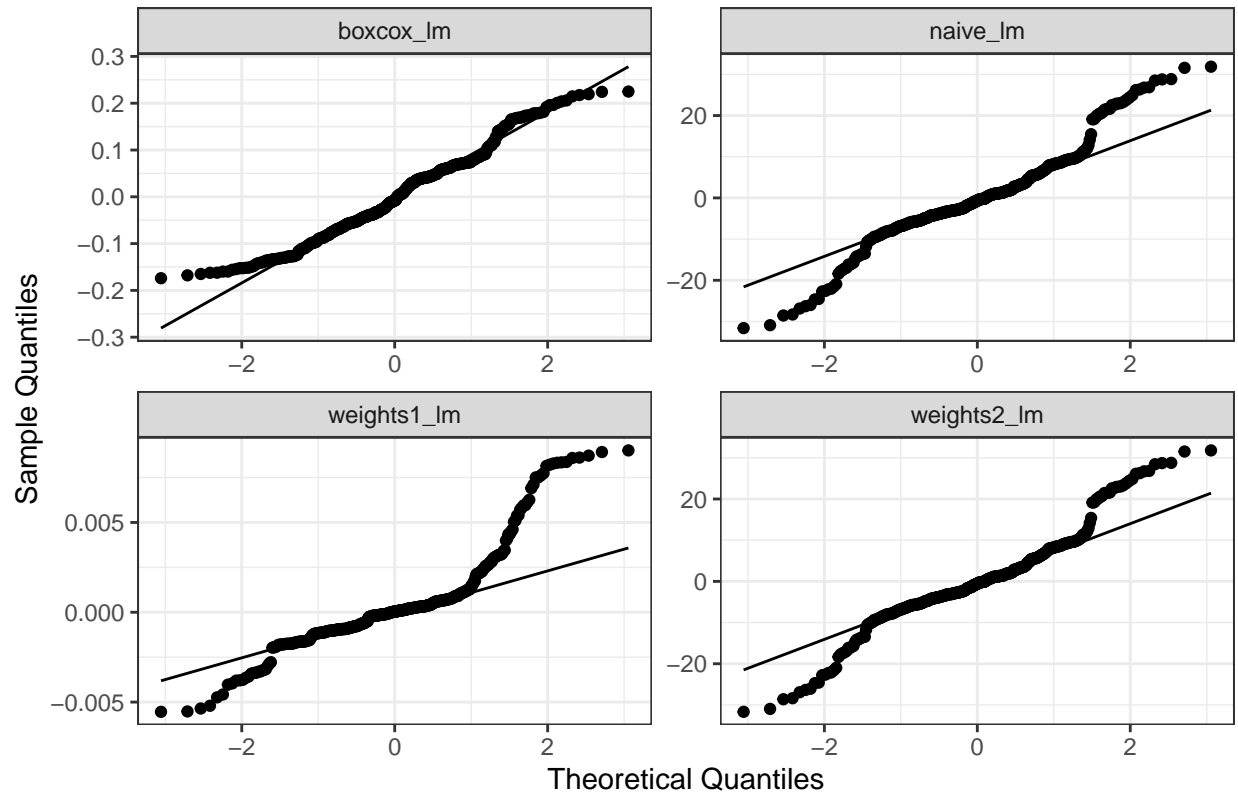 boxcox_lm
naive_lm
0.3
0.2
0.1
0.0
−0.1
−0.2
−0.3
20
0
−20
−2 0 2
−2 0 2
weights1_lm
weights2_lm
0.005
0.000
−0.005
20
0
−20
−2 0 2
−2 0 2
Sample Quantiles
Theoretical Quantiles